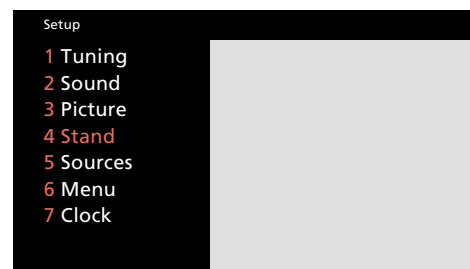 Setup
1 Tuning
2 Sound
3 Picture
4 Stand
5 Sources
6 Menu
7 Clock